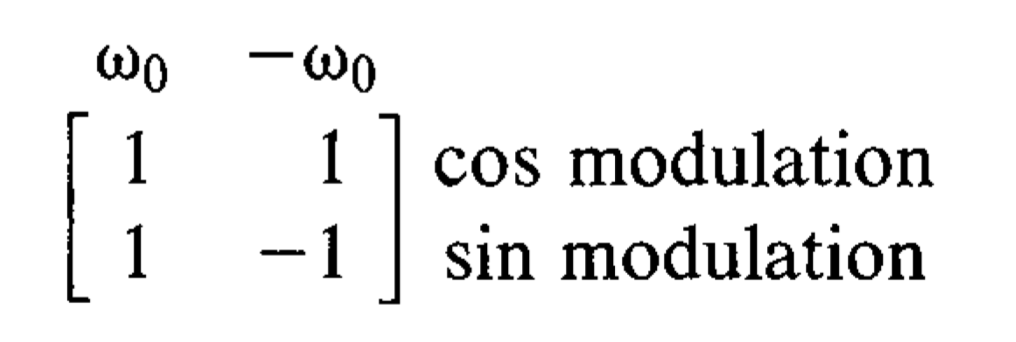 ω₀ −ω₀
1 1 cos modulation
1 −1 sin modulation